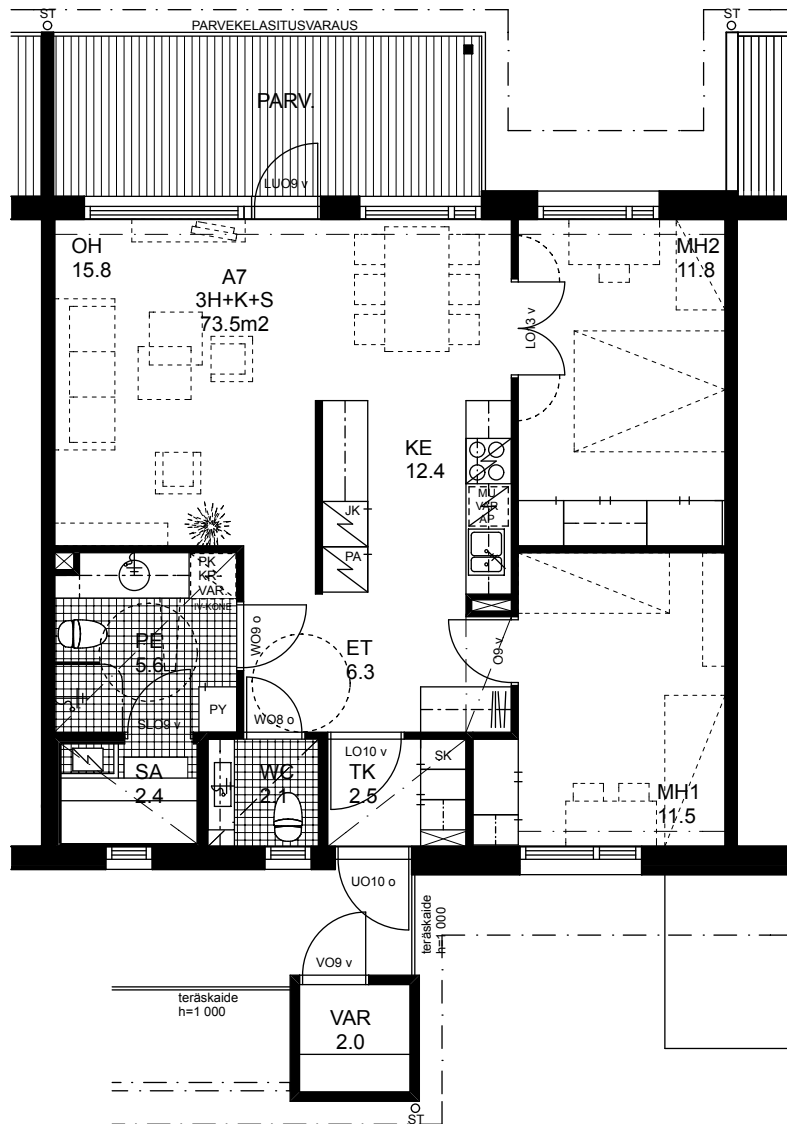 ST
PARVEKELASITUSVARAUS
ST
PARV.
LUO9 v
OH
15.8
A7
3H+K+S
73.5m2
MH2
11.8
LO13 v
KE
12.4
MU
VAR
AP
JK
PA
PK
KR
VAR
IV-KONE
WO9 o
PE
5.6
ET
6.3
O9 v
PY
SLO9 v
WO8 o
LO10 v
SK
SA
2.4
WC
2.1
TK
2.5
MH1
11.5
UO10 o
teräskaide
h=1 000
VO9 v
teräskaide
h=1 000
VAR
2.0
ST